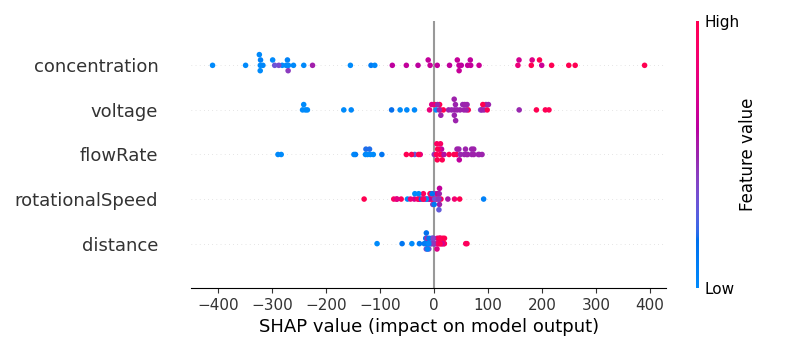 High
concentration
voltage
flowRate
rotationalSpeed
distance
Feature value
Low
−400 −300 −200 −100 0 100 200 300 400
SHAP value (impact on model output)